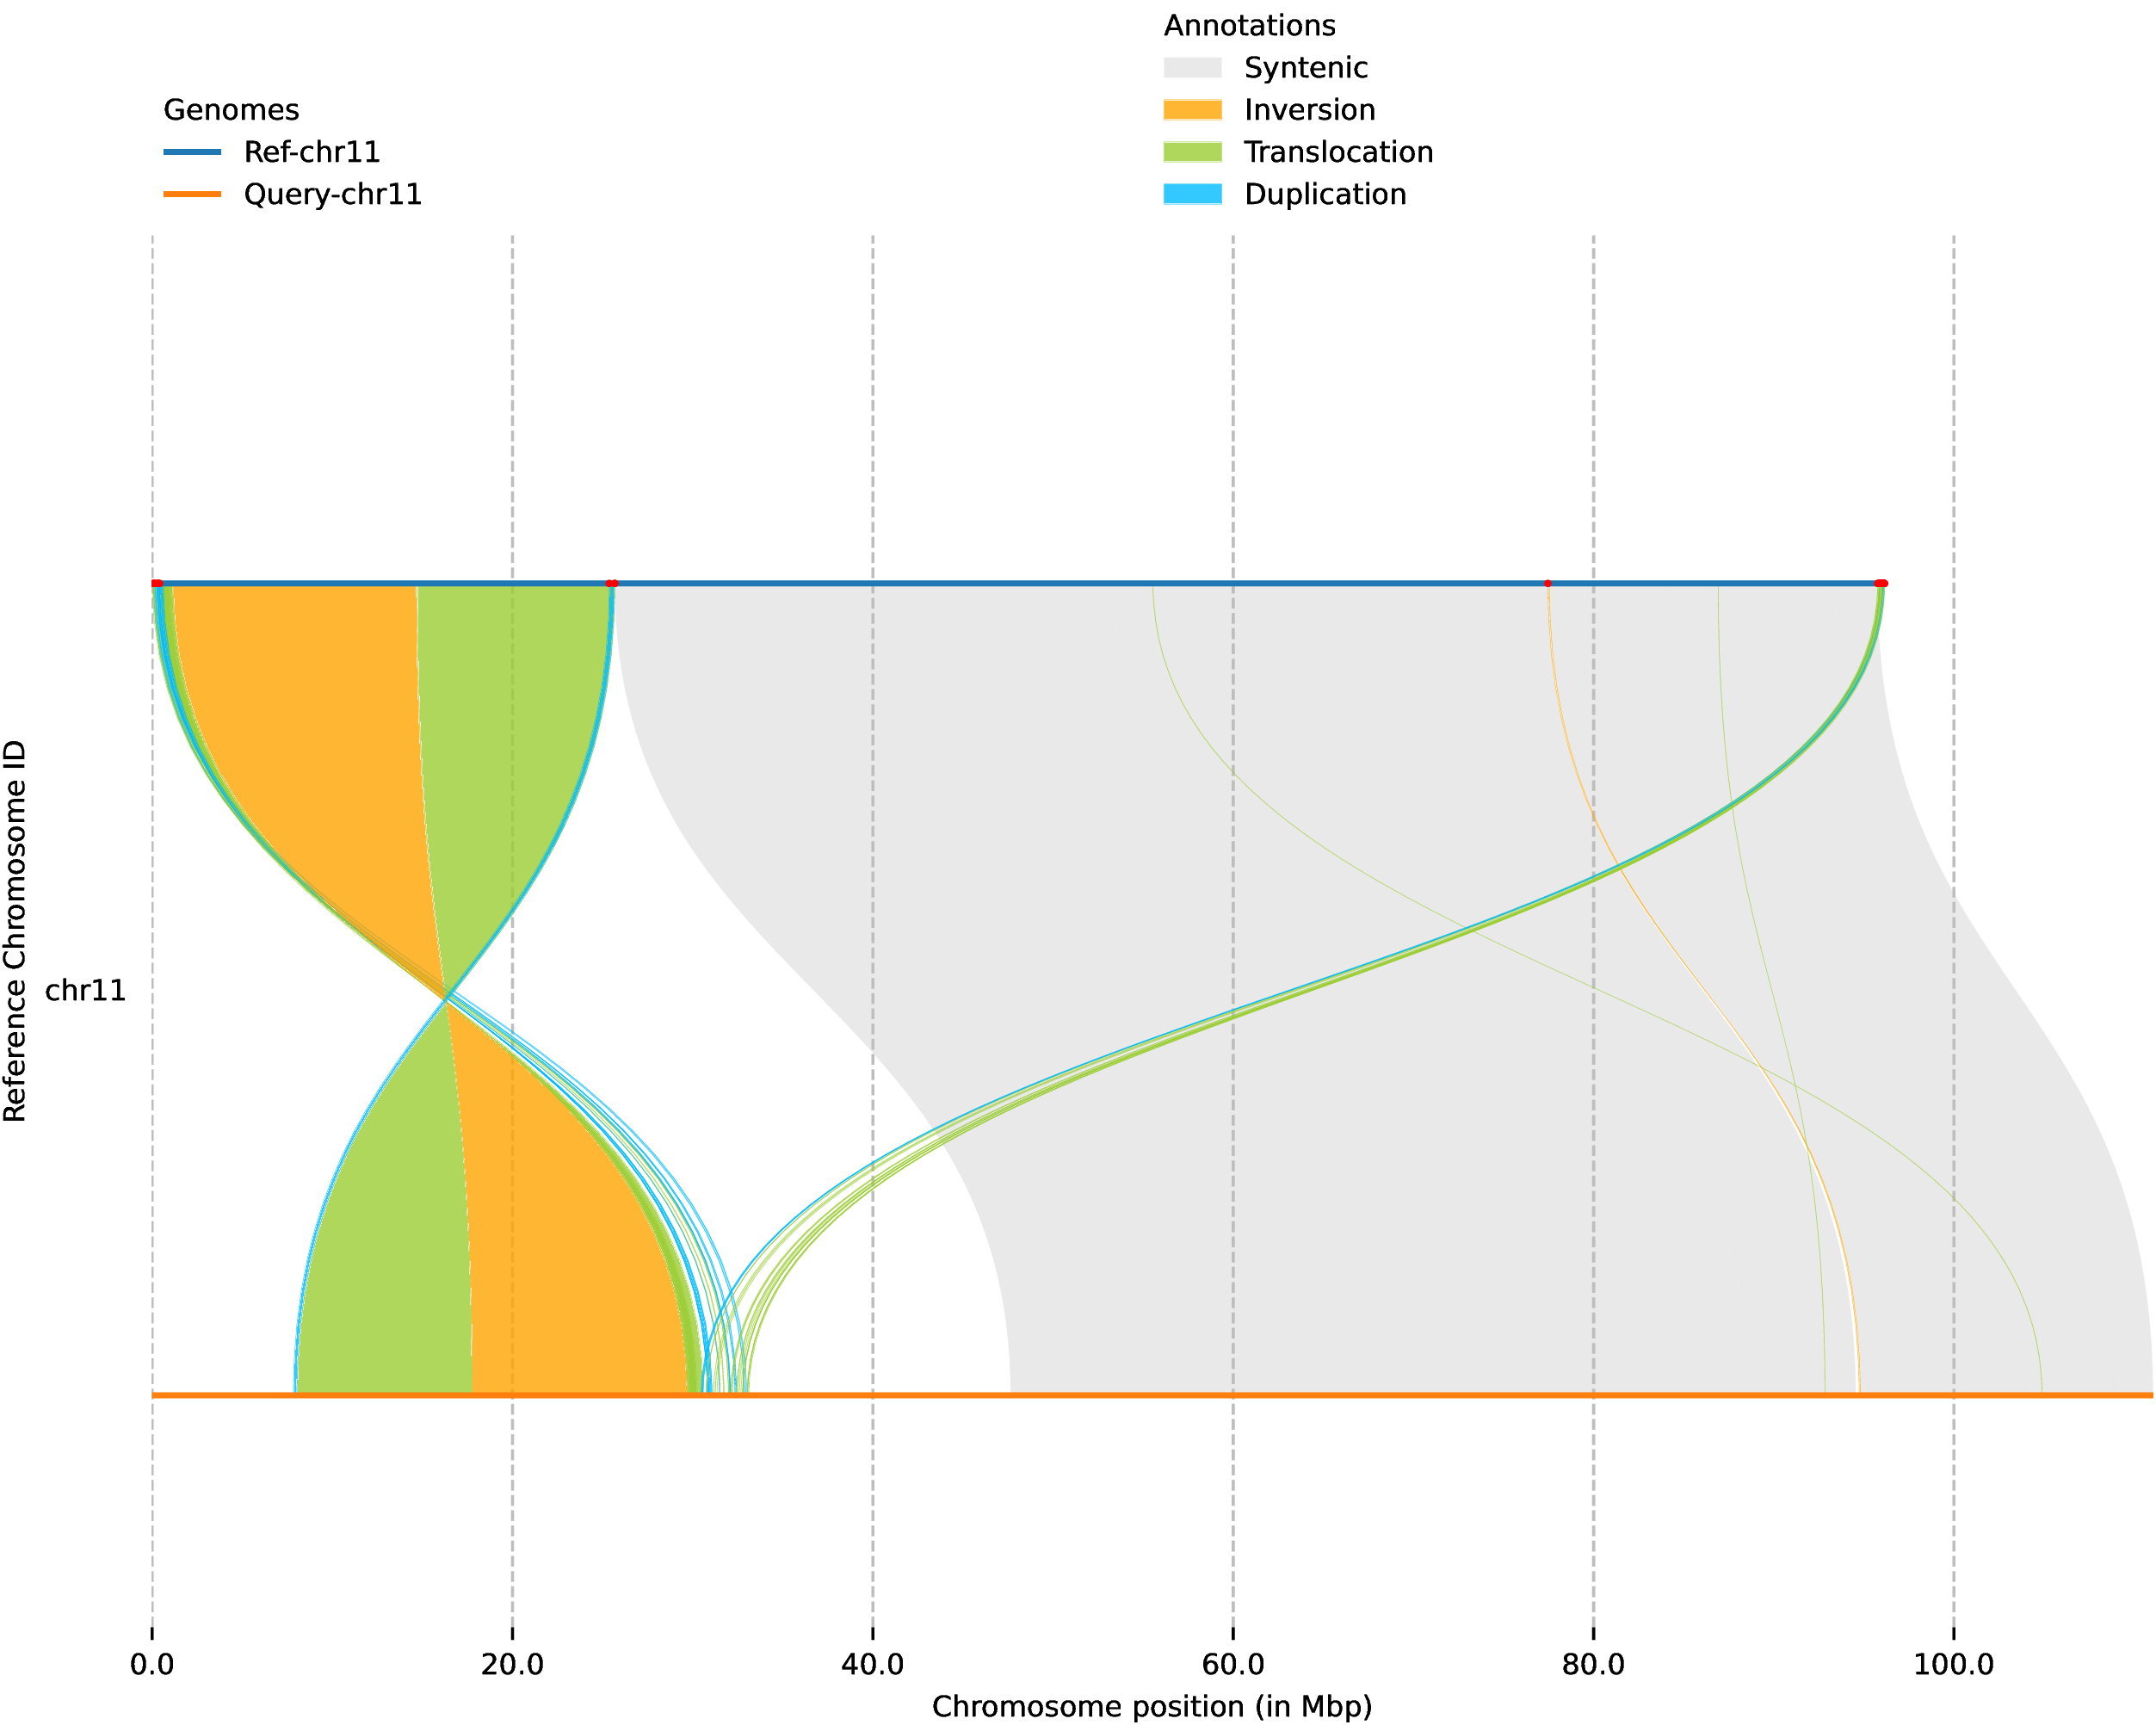 Genomes
Ref-chr11
Query-chr11
Annotations
Syntenic
Inversion
Translocation
Duplication
Reference Chromosome ID
chr11
0.0
20.0
40.0
60.0
80.0
100.0
Chromosome position (in Mbp)